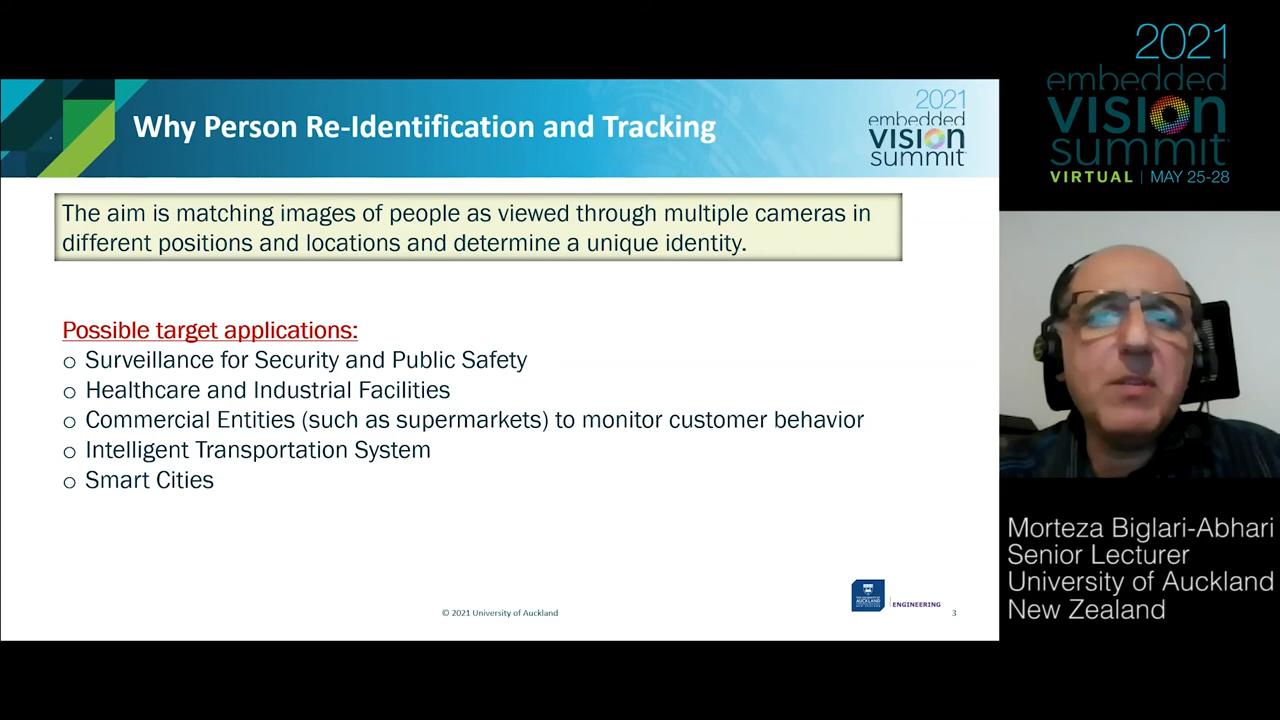 Why Person Re-Identification and Tracking
2021
embedded
vision
summit
The aim is matching images of people as viewed through multiple cameras in
different positions and locations and determine a unique identity.
Possible target applications:
o Surveillance for Security and Public Safety
o Healthcare and Industrial Facilities
o Commercial Entities (such as supermarkets) to monitor customer behavior
o Intelligent Transportation System
o Smart Cities
© 2021 University of Auckland
ENGINEERING
3
2021
embedded
vision
summit
VIRTUAL | MAY 25-28
Morteza Biglari-Abhari
Senior Lecturer
University of Auckland
New Zealand